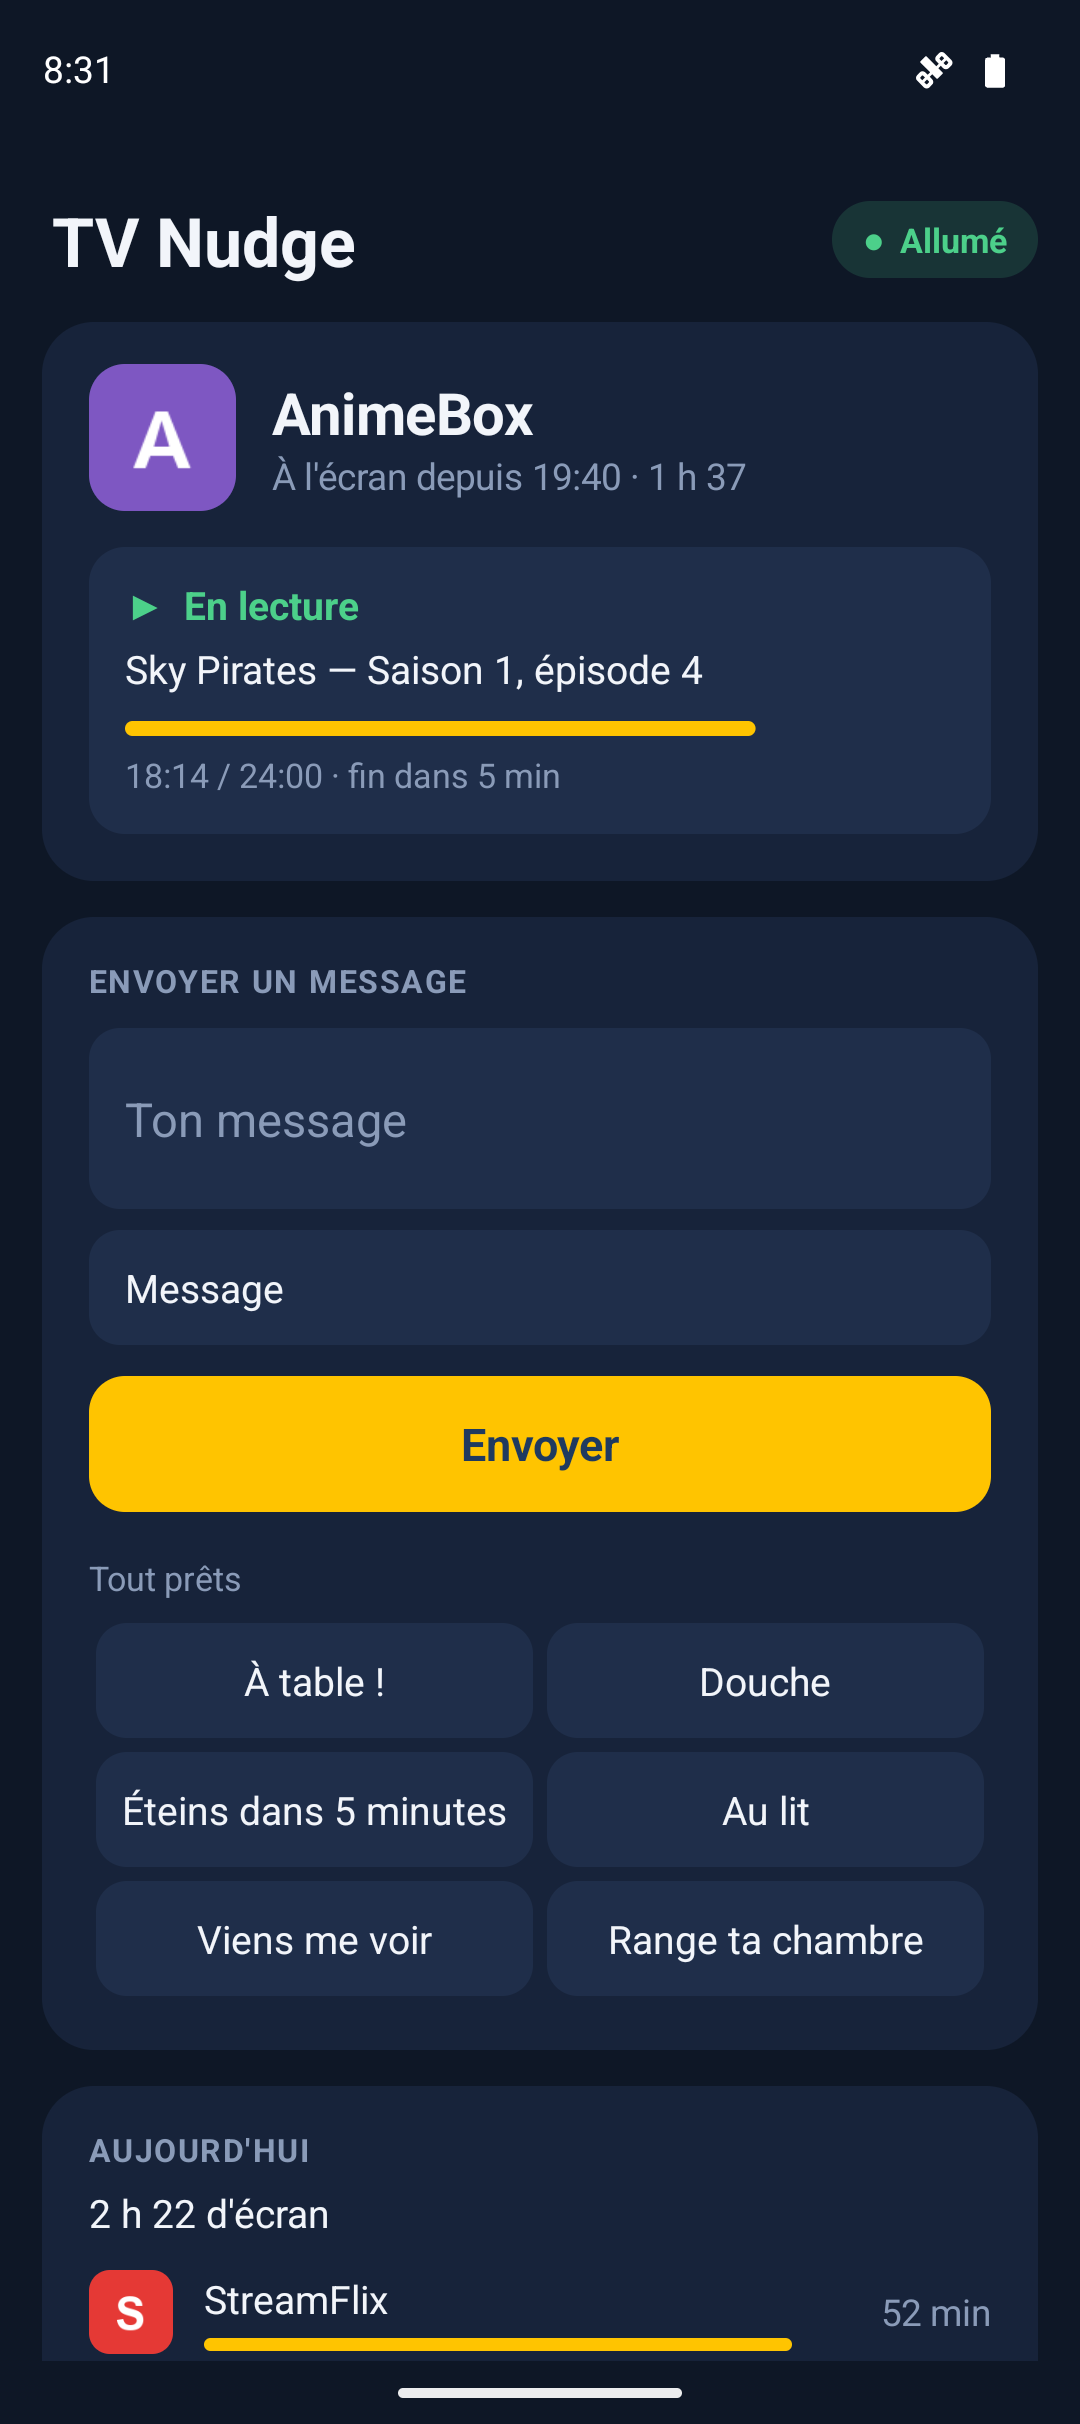 8:31
TV Nudge
Allumé
A
AnimeBox
À l'écran depuis 19:40 · 1 h 37
En lecture
Sky Pirates — Saison 1, épisode 4
18:14 / 24:00 · fin dans 5 min
ENVOYER UN MESSAGE
Ton message
Message
Envoyer
Tout prêts
À table !
Douche
Éteins dans 5 minutes
Au lit
Viens me voir
Range ta chambre
AUJOURD'HUI
2 h 22 d'écran
S
StreamFlix
52 min